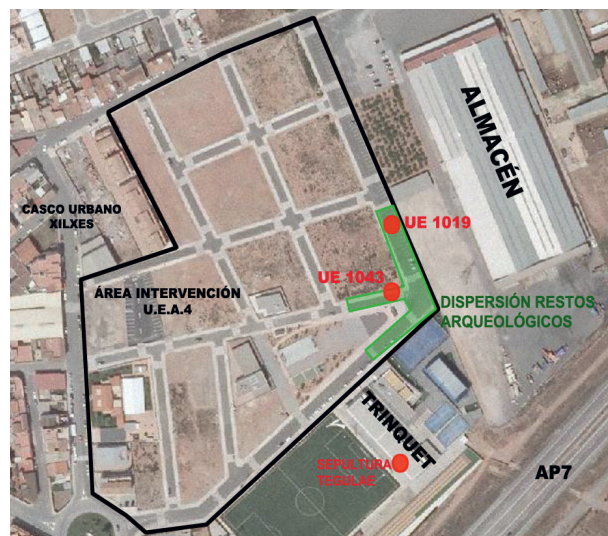 ALMACÉN
CASCO URBANO
XILXES
UE 1019
UE 1043
ÁREA INTERVENCIÓN
U.E.A.4
DISPERSIÓN RESTOS
ARQUEOLÓGICOS
TRINQUET
SEPULTURA
TEGULAE
AP7